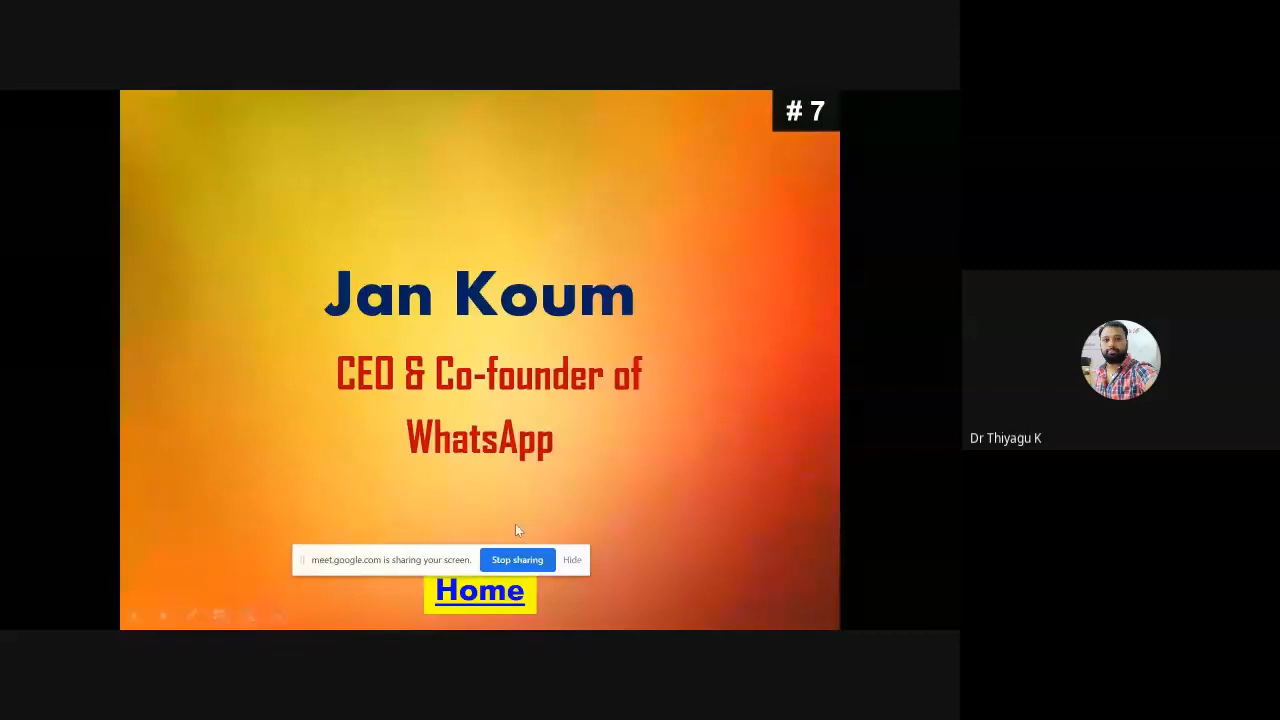 # 7
Jan Koum
CEO & Co-founder of
WhatsApp
meet.google.com is sharing your screen. Stop sharing Hide
Home
Dr Thiyagu K